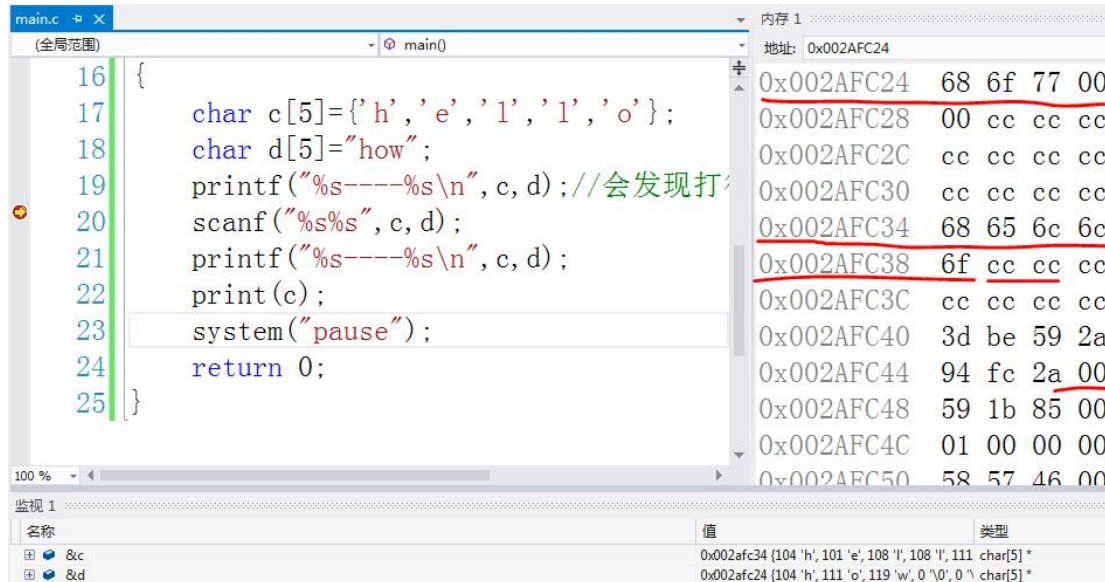 main.c
(全局范围)
main()
16 {
17 char c[5]={'h','e','l','l','o'};
18 char d[5]="how";
19 printf("%s----%s\n",c,d);//会发现打
20 scanf("%s%s",c,d);
21 printf("%s----%s\n",c,d);
22 print(c);
23 system("pause");
24 return 0;
25 }
100 %
内存 1
地址: 0x002AFC24
0x002AFC24 68 6f 77 00
0x002AFC28 00 cc cc cc
0x002AFC2C cc cc cc cc
0x002AFC30 cc cc cc cc
0x002AFC34 68 65 6c 6c
0x002AFC38 6f cc cc cc
0x002AFC3C cc cc cc cc
0x002AFC40 3d be 59 2a
0x002AFC44 94 fc 2a 00
0x002AFC48 59 1b 85 00
0x002AFC4C 01 00 00 00
0x002AFC50 58 57 46 00
监视 1
名称 值 类型
&c 0x002afc34 {104 'h', 101 'e', 108 'l', 108 'l', 111 char[5] *
&d 0x002afc24 {104 'h', 111 'o', 119 'w', 0 '\0', 0 '\ char[5] *